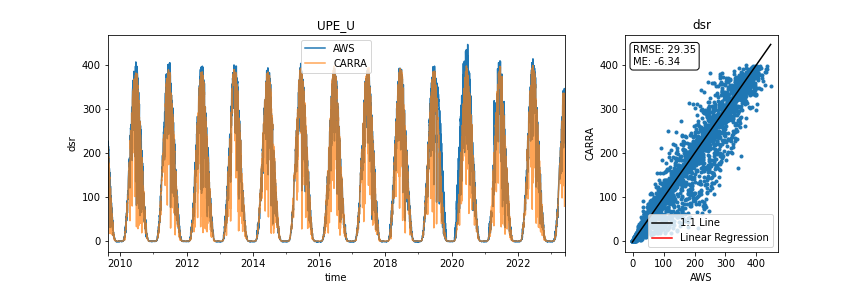 UPE_U
dsr
400
300
200
100
0
dsr
AWS
CARRA
2010
2012
2014
2016
2018
2020
2022
time
dsr
RMSE: 29.35
ME: -6.34
400
300
200
100
0
CARRA
1:1 Line
Linear Regression
0
100
200
300
400
AWS